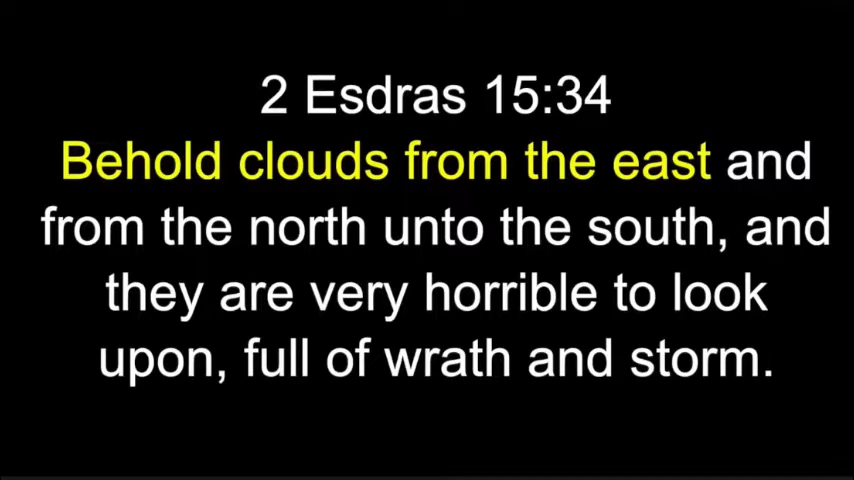 2 Esdras 15:34
Behold clouds from the east and
from the north unto the south, and
they are very horrible to look
upon, full of wrath and storm.